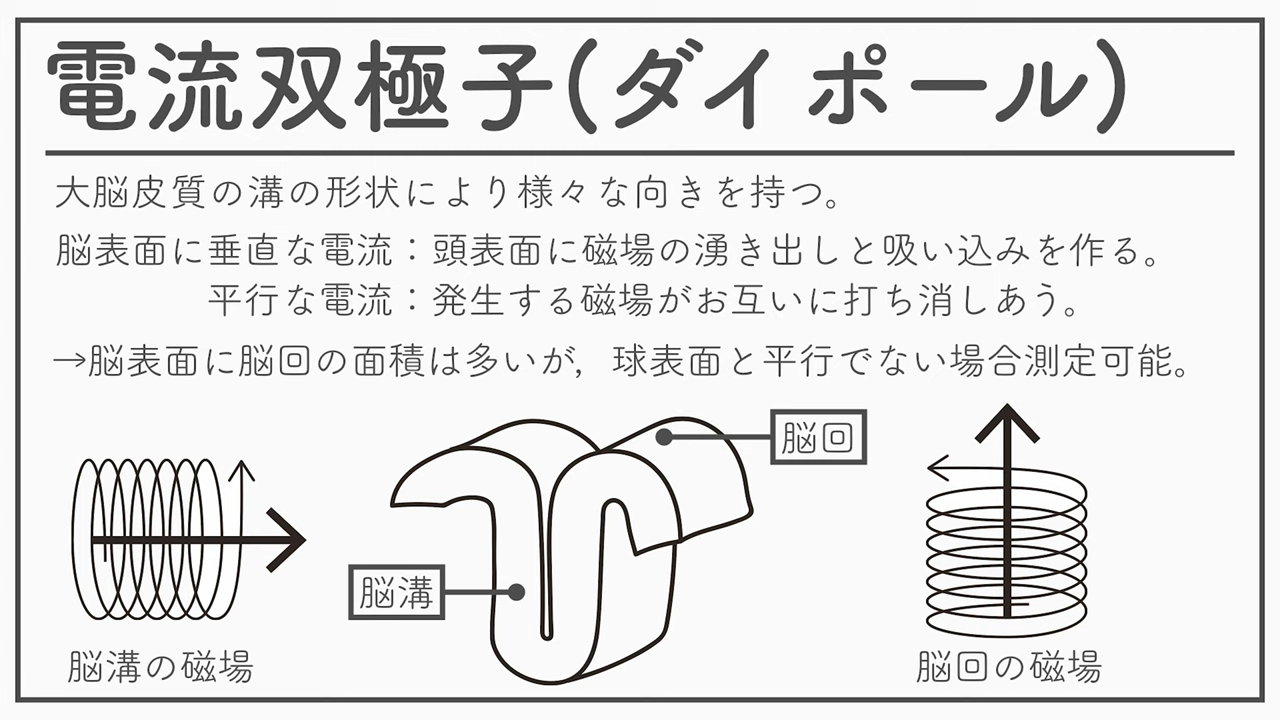 電流双極子(ダイポール)
大脳皮質の溝の形状により様々な向きを持つ。
脳表面に垂直な電流：頭表面に磁場の湧き出しと吸い込みを作る。
平行な電流：発生する磁場がお互いに打ち消しあう。
→脳表面に脳回の面積は多いが，球表面と平行でない場合測定可能。
脳回
脳溝
脳溝の磁場
脳回の磁場